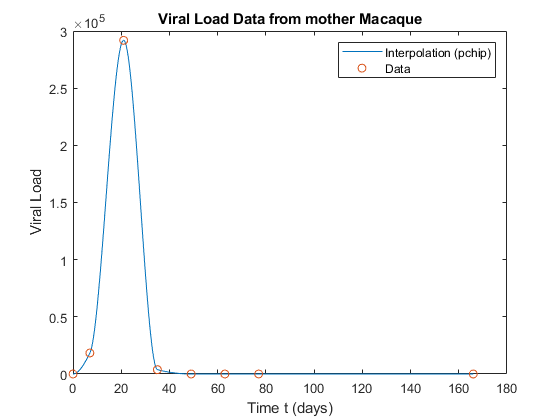 Viral Load Data from mother Macaque
×10^5
3
2.5
2
1.5
1
0.5
0
Viral Load
Interpolation (pchip)
Data
0 20 40 60 80 100 120 140 160 180
Time t (days)